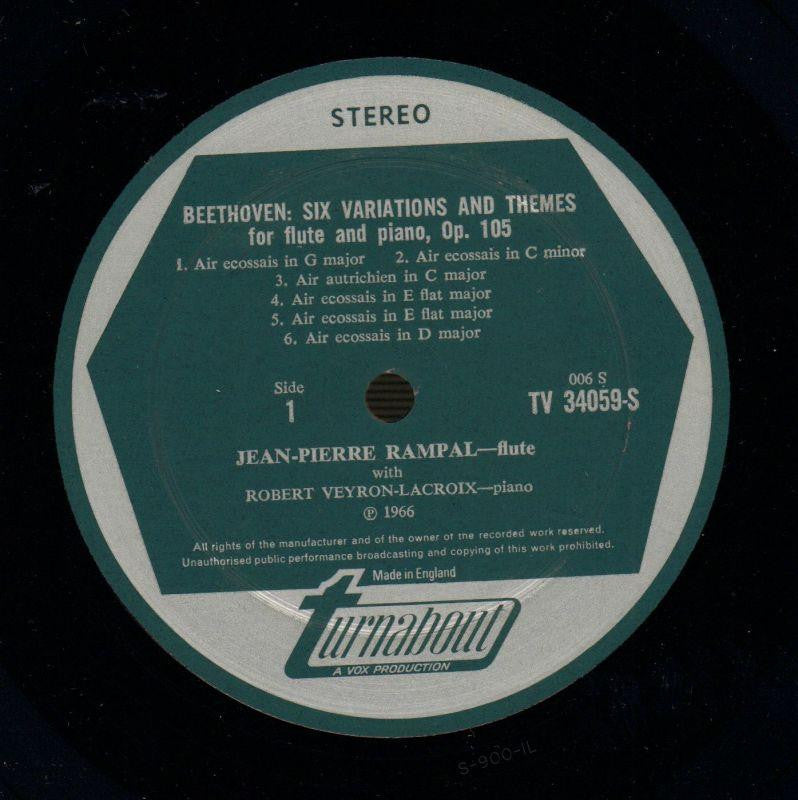 STEREO
BEETHOVEN: SIX VARIATIONS AND THEMES
for flute and piano, Op. 105
1. Air ecossais in G major 2. Air ecossais in C minor
3. Air autrichien in C major
4. Air ecossais in E flat major
5. Air ecossais in E flat major
6. Air ecossais in D major
Side
1
006 S
TV 34059-S
JEAN-PIERRE RAMPAL—flute
with
ROBERT VEYRON-LACROIX—piano
℗ 1966
All rights of the manufacturer and of the owner of the recorded work reserved.
Unauthorised public performance broadcasting and copying of this work prohibited.
Made in England
turnabout
A VOX PRODUCTION
S-900-1L